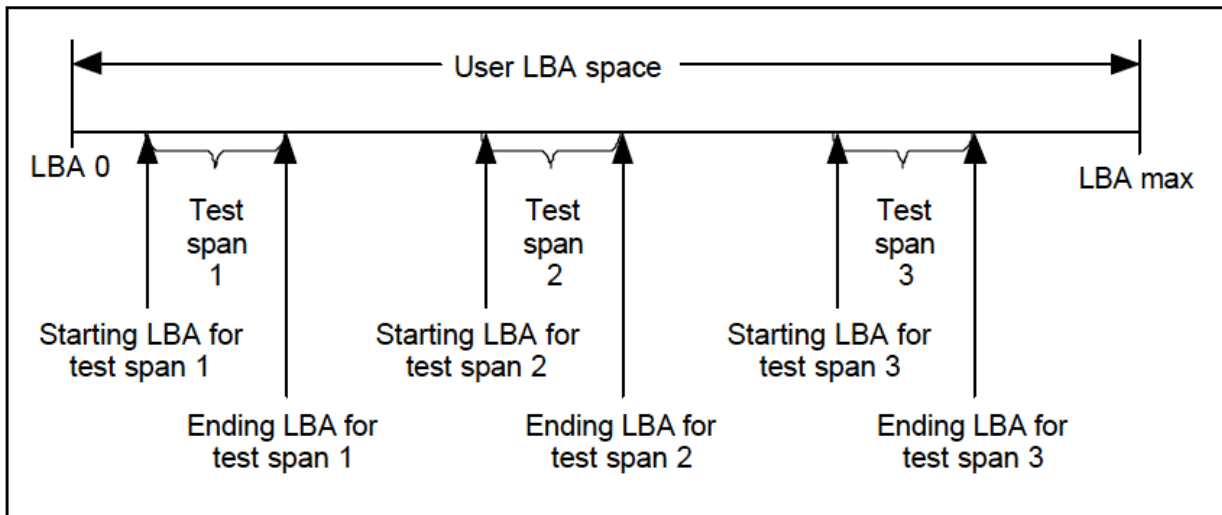 User LBA space
LBA 0
LBA max
Test
span
1
Test
span
2
Test
span
3
Starting LBA for
test span 1
Starting LBA for
test span 2
Starting LBA for
test span 3
Ending LBA for
test span 1
Ending LBA for
test span 2
Ending LBA for
test span 3